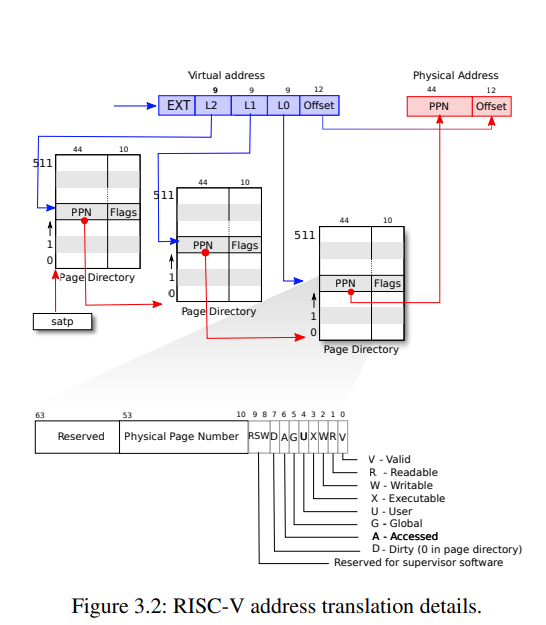 Virtual address
Physical Address
9 9 9 12
44 12
EXT L2 L1 L0 Offset
PPN Offset
44 10
511
PPN Flags
1
0
Page Directory
satp
44 10
511
PPN Flags
1
0
Page Directory
44 10
511
PPN Flags
1
0
Page Directory
63 53 10 9 8 7 6 5 4 3 2 1 0
Reserved Physical Page Number RSW D A G U X W R V
V - Valid
R - Readable
W - Writable
X - Executable
U - User
G - Global
A - Accessed
D - Dirty (0 in page directory)
Reserved for supervisor software
Figure 3.2: RISC-V address translation details.